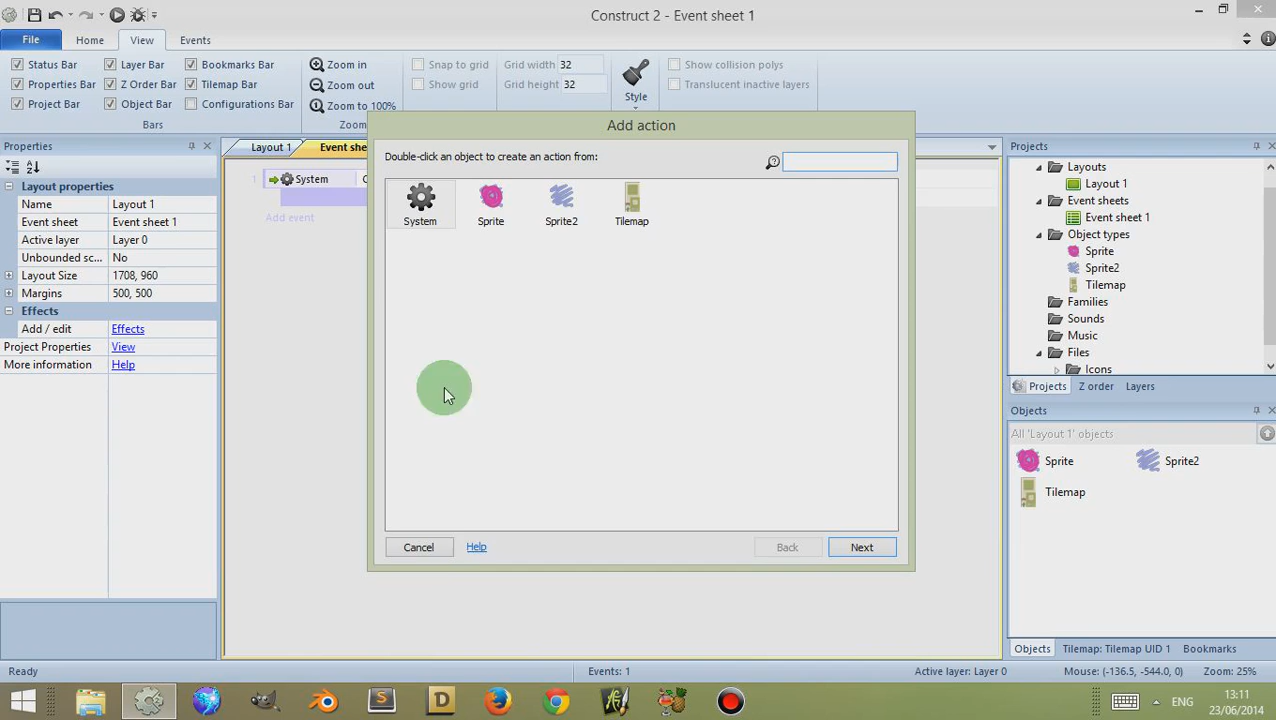 Construct 2 - Event sheet 1
File
Home
View
Events
Status Bar
Layer Bar
Bookmarks Bar
Properties Bar
Z Order Bar
Tilemap Bar
Project Bar
Object Bar
Configurations Bar
Bars
Zoom in
Zoom out
Zoom to 100%
Zoom
Snap to grid
Show grid
Grid width 32
Grid height 32
Style
Show collision polys
Translucent inactive layers
Properties
Layout properties
Name Layout 1
Event sheet Event sheet 1
Active layer Layer 0
Unbounded sc... No
Layout Size 1708, 960
Margins 500, 500
Effects
Add / edit Effects
Project Properties View
More information Help
Layout 1
Event she
1
System
Add event
Add action
Double-click an object to create an action from:
System
Sprite
Sprite2
Tilemap
Cancel
Help
Back
Next
Projects
Layouts
Layout 1
Event sheets
Event sheet 1
Object types
Sprite
Sprite2
Tilemap
Families
Sounds
Music
Files
Icons
Projects
Z order
Layers
Objects
All 'Layout 1' objects
Sprite
Sprite2
Tilemap
Objects
Tilemap: Tilemap UID 1
Bookmarks
Ready
Events: 1
Active layer: Layer 0
Mouse: (-136.5, -544.0, 0)
Zoom: 25%
ENG
13:11
23/06/2014